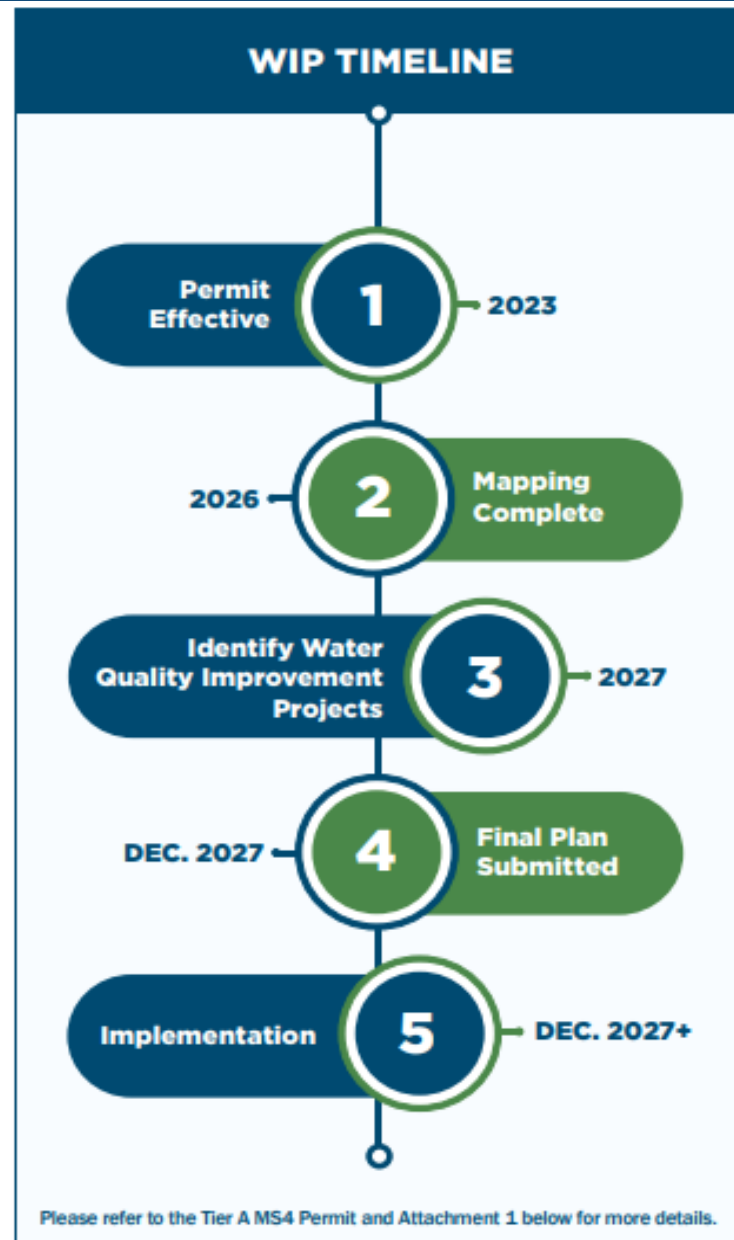 WIP TIMELINE
Permit
Effective
1
2023
2026
2
Mapping
Complete
Identify Water
Quality Improvement
Projects
3
2027
DEC. 2027
4
Final Plan
Submitted
Implementation
5
DEC. 2027+
Please refer to the Tier A MS4 Permit and Attachment 1 below for more details.